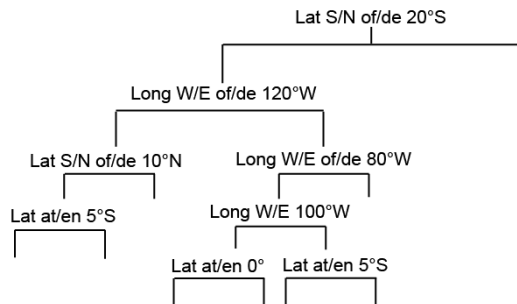 Lat S/N of/de 20°S
Long W/E of/de 120°W
Lat S/N of/de 10°N
Long W/E of/de 80°W
Lat at/en 5°S
Long W/E 100°W
Lat at/en 0°
Lat at/en 5°S